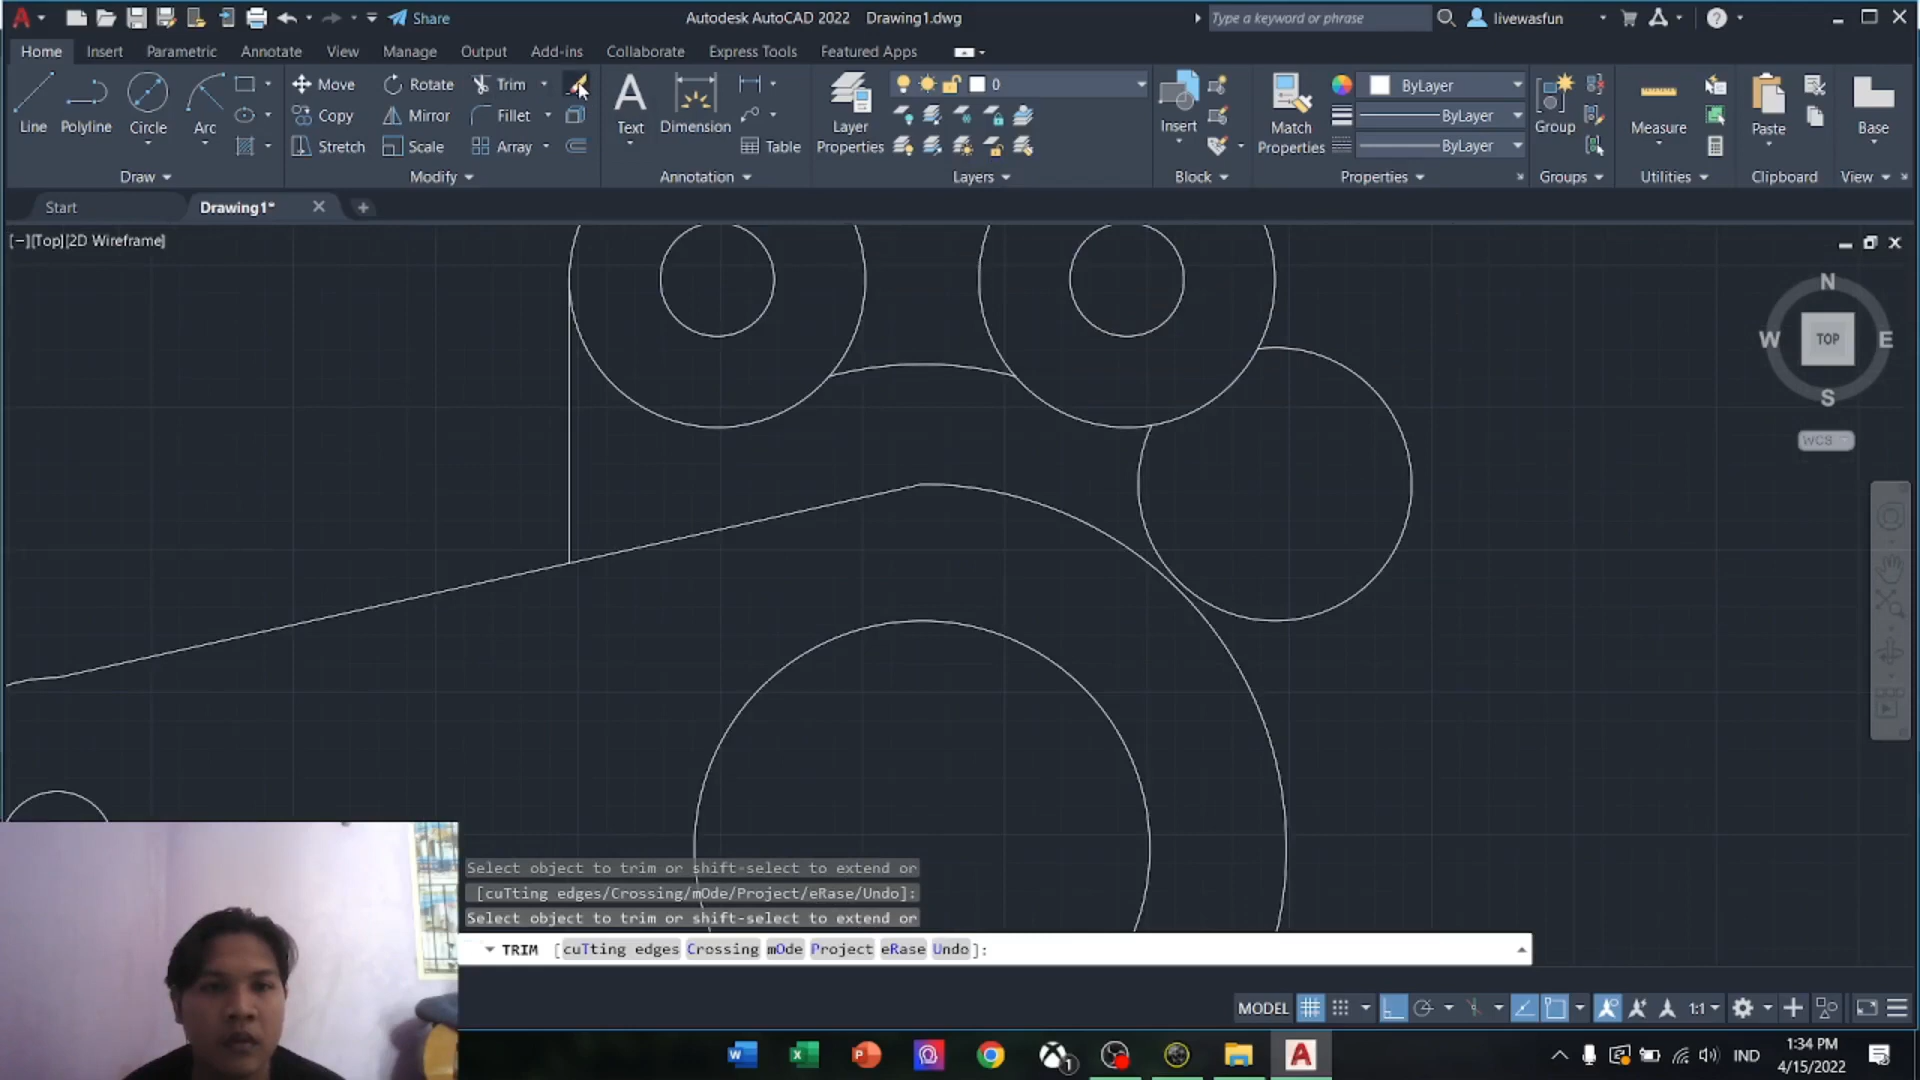 Share
Autodesk AutoCAD 2022 Drawing1.dwg
Type a keyword or phrase
livewasfun
Home Insert Parametric Annotate View Manage Output Add-ins Collaborate Express Tools Featured Apps
Line Polyline Circle Arc
Move Rotate Trim
Copy Mirror Fillet
Stretch Scale Array
Text Dimension Table
Layer Properties
0
Insert
Match Properties
ByLayer
ByLayer
ByLayer
Group
Measure
Paste
Base
Draw Modify Annotation Layers Block Properties Groups Utilities Clipboard View
Start Drawing1*
[−][Top][2D Wireframe]
N
W TOP E
S
WCS
Select object to trim or shift-select to extend or
[cuTting edges/Crossing/mOde/Project/eRase/Undo]:
Select object to trim or shift-select to extend or
TRIM [cuTting edges Crossing mOde Project eRase Undo]:
MODEL 1:1
1
IND
1:34 PM
4/15/2022